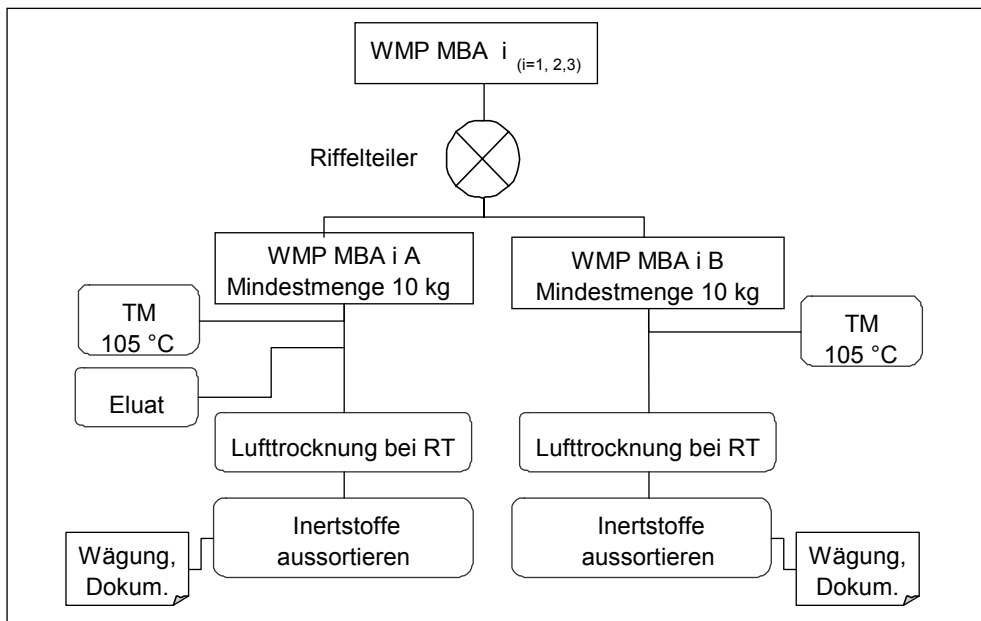 WMP MBA i (i=1, 2,3)
Riffelteiler
WMP MBA i A
Mindestmenge 10 kg
WMP MBA i B
Mindestmenge 10 kg
TM
105 °C
TM
105 °C
Eluat
Lufttrocknung bei RT
Lufttrocknung bei RT
Inertstoffe
aussortieren
Inertstoffe
aussortieren
Wägung,
Dokum.
Wägung,
Dokum.